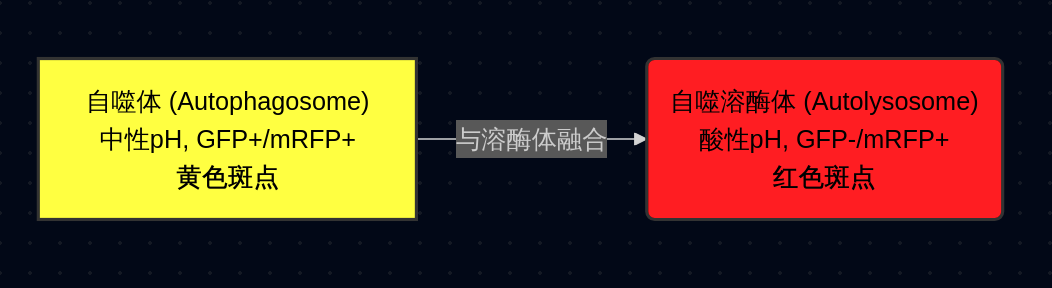 自噬体 (Autophagosome)
中性pH, GFP+/mRFP+
黄色斑点
与溶酶体融合
自噬溶酶体 (Autolysosome)
酸性pH, GFP-/mRFP+
红色斑点